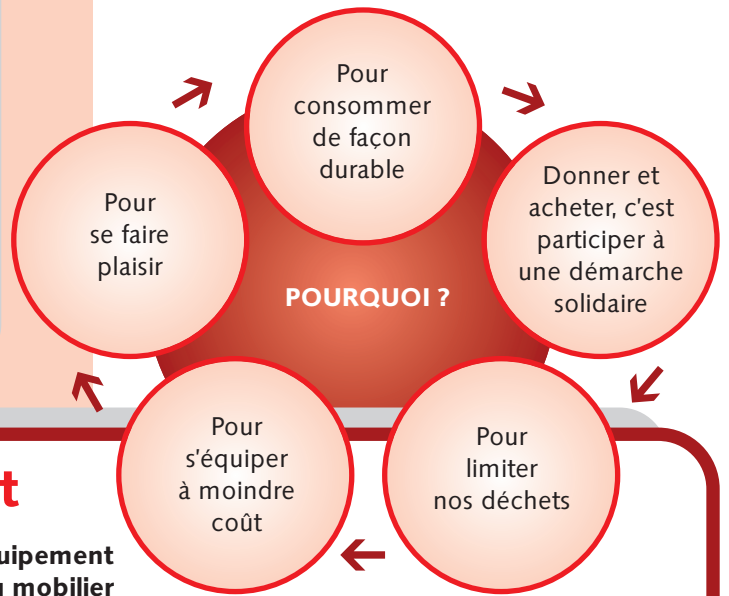 Pour
consommer
de façon
durable
Donner et
acheter, c'est
participer à
une démarche
solidaire
Pour
limiter
nos déchets
Pour
s'équiper
à moindre
coût
Pour
se faire
plaisir
POURQUOI ?
mobilier